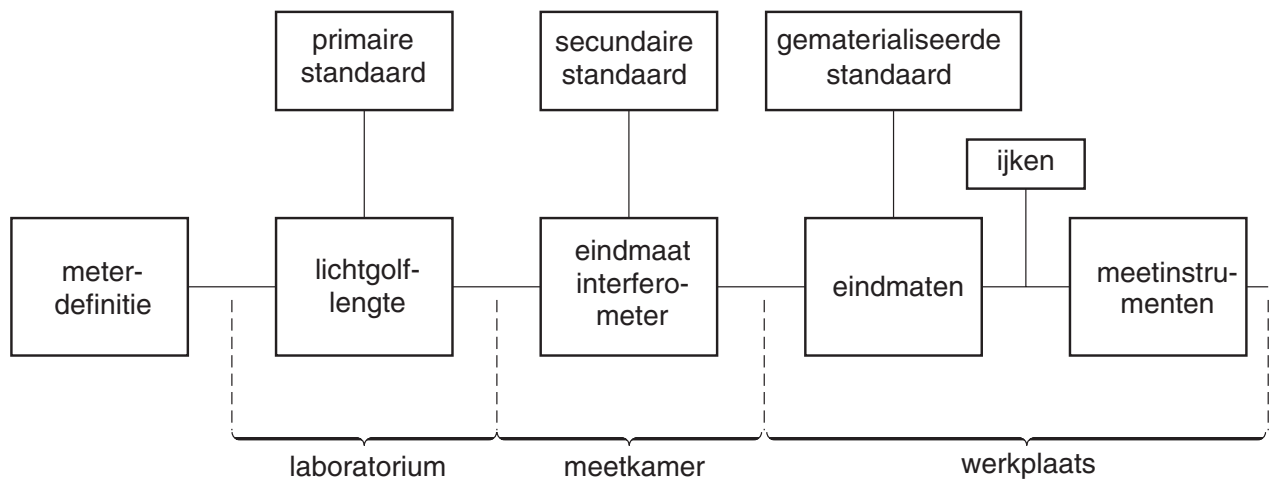 primaire
standaard
secundaire
standaard
gematerialiseerde
standaard
ijken
meter-
definitie
lichtgolf-
lengte
eindmaat
interfero-
meter
eindmaten
meetinstru-
menten
laboratorium
meetkamer
werkplaats